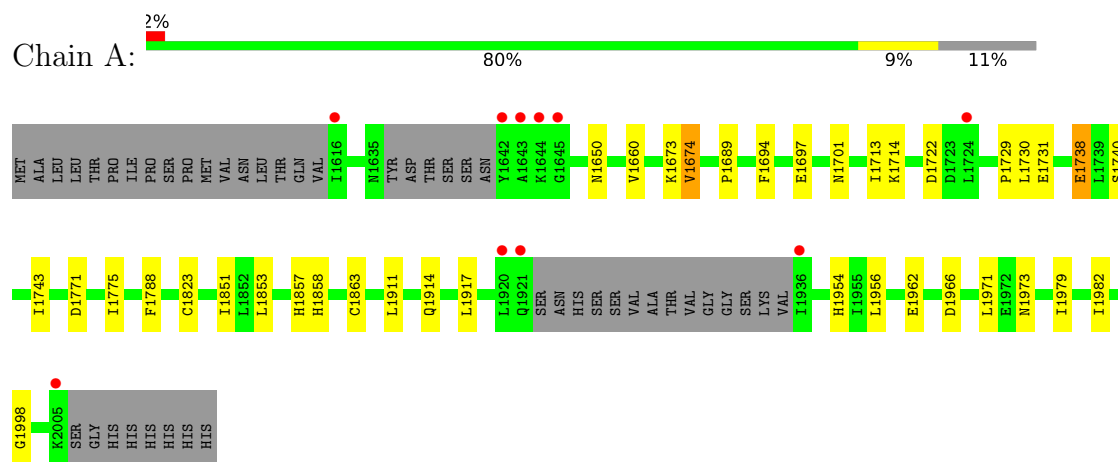 2%
Chain A:
80% 9% 11%
MET ALA LEU LEU THR PRO ILE PRO SER PRO MET VAL ASN LEU THR GLN VAL I1616 N1635 TYR ASP THR SER SER ASN Y1642 A1643 K1644 G1645 N1650 V1660 K1673 V1674 P1689 F1694 E1697 N1701 I1713 K1714 D1722 D1723 L1724 P1729 L1730 E1731 E1738 L1739 S1740
I1743 D1771 I1775 F1788 C1823 I1851 L1852 L1853 H1857 H1858 C1863 L1911 Q1914 L1917 L1920 Q1921 SER ASN HIS SER SER VAL ALA THR VAL GLY GLY SER LYS VAL I1936 H1954 I1955 L1956 E1962 D1966 L1971 E1972 N1973 I1979 I1982
G1998 K2005 SER GLY HIS HIS HIS HIS HIS HIS